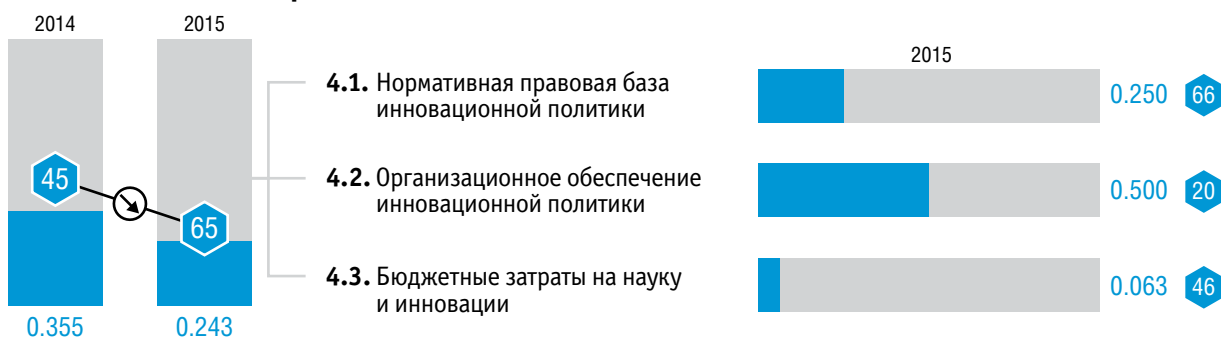 2014
2015
45
65
0.355
0.243
4.1. Нормативная правовая база
инновационной политики
4.2. Организационное обеспечение
инновационной политики
4.3. Бюджетные затраты на науку
и инновации
2015
0.250 66
0.500 20
0.063 46